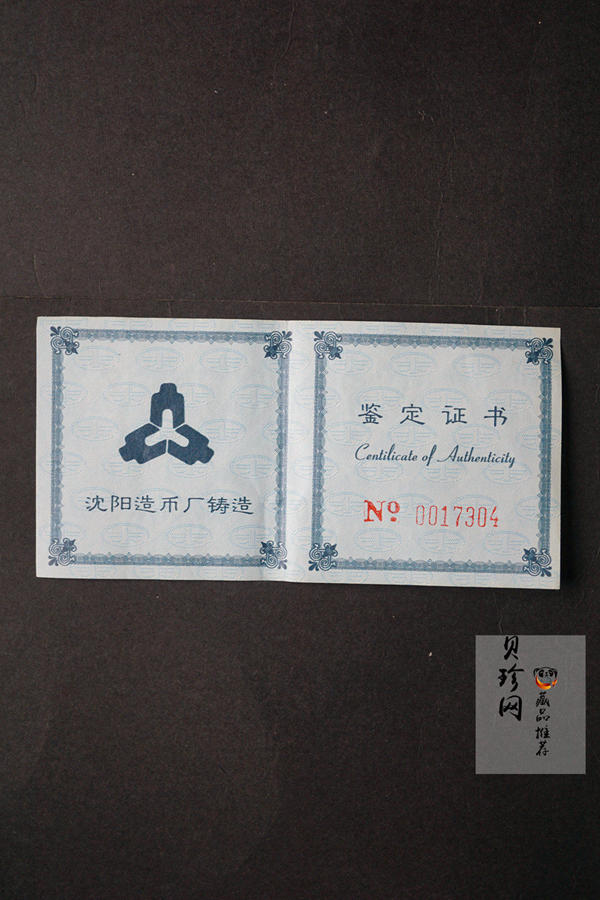 沈阳造币厂铸造
鉴定证书
Centilicate of Authenticity
Nº 0017304
贝珍网
藏品推荐